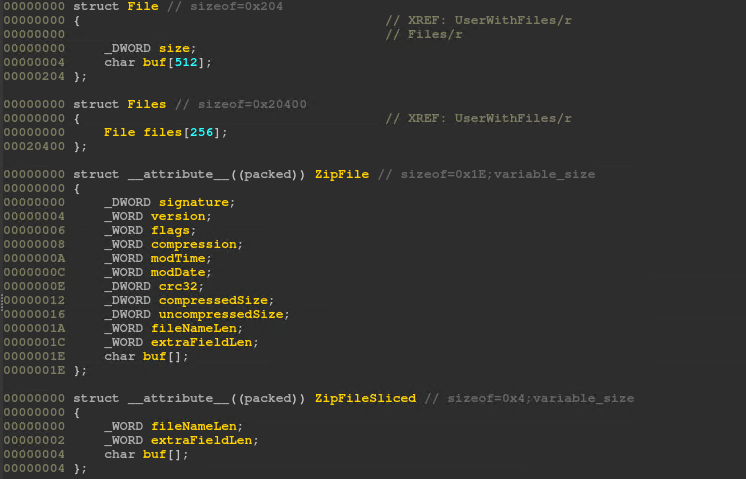 00000000 struct File // sizeof=0x204
00000000 {                                       // XREF: UserWithFiles/r
00000000                                         // Files/r
00000000     _DWORD size;
00000004     char buf[512];
00000204 };
00000000 struct Files // sizeof=0x20400
00000000 {                                       // XREF: UserWithFiles/r
00000000     File files[256];
00020400 };
00000000 struct __attribute__((packed)) ZipFile // sizeof=0x1E;variable_size
00000000 {
00000000     _DWORD signature;
00000004     _WORD version;
00000006     _WORD flags;
00000008     _WORD compression;
0000000A     _WORD modTime;
0000000C     _WORD modDate;
0000000E     _DWORD crc32;
00000012     _DWORD compressedSize;
00000016     _DWORD uncompressedSize;
0000001A     _WORD fileNameLen;
0000001C     _WORD extraFieldLen;
0000001E     char buf[];
0000001E };
00000000 struct __attribute__((packed)) ZipFileSliced // sizeof=0x4;variable_size
00000000 {
00000000     _WORD fileNameLen;
00000002     _WORD extraFieldLen;
00000004     char buf[];
00000004 };